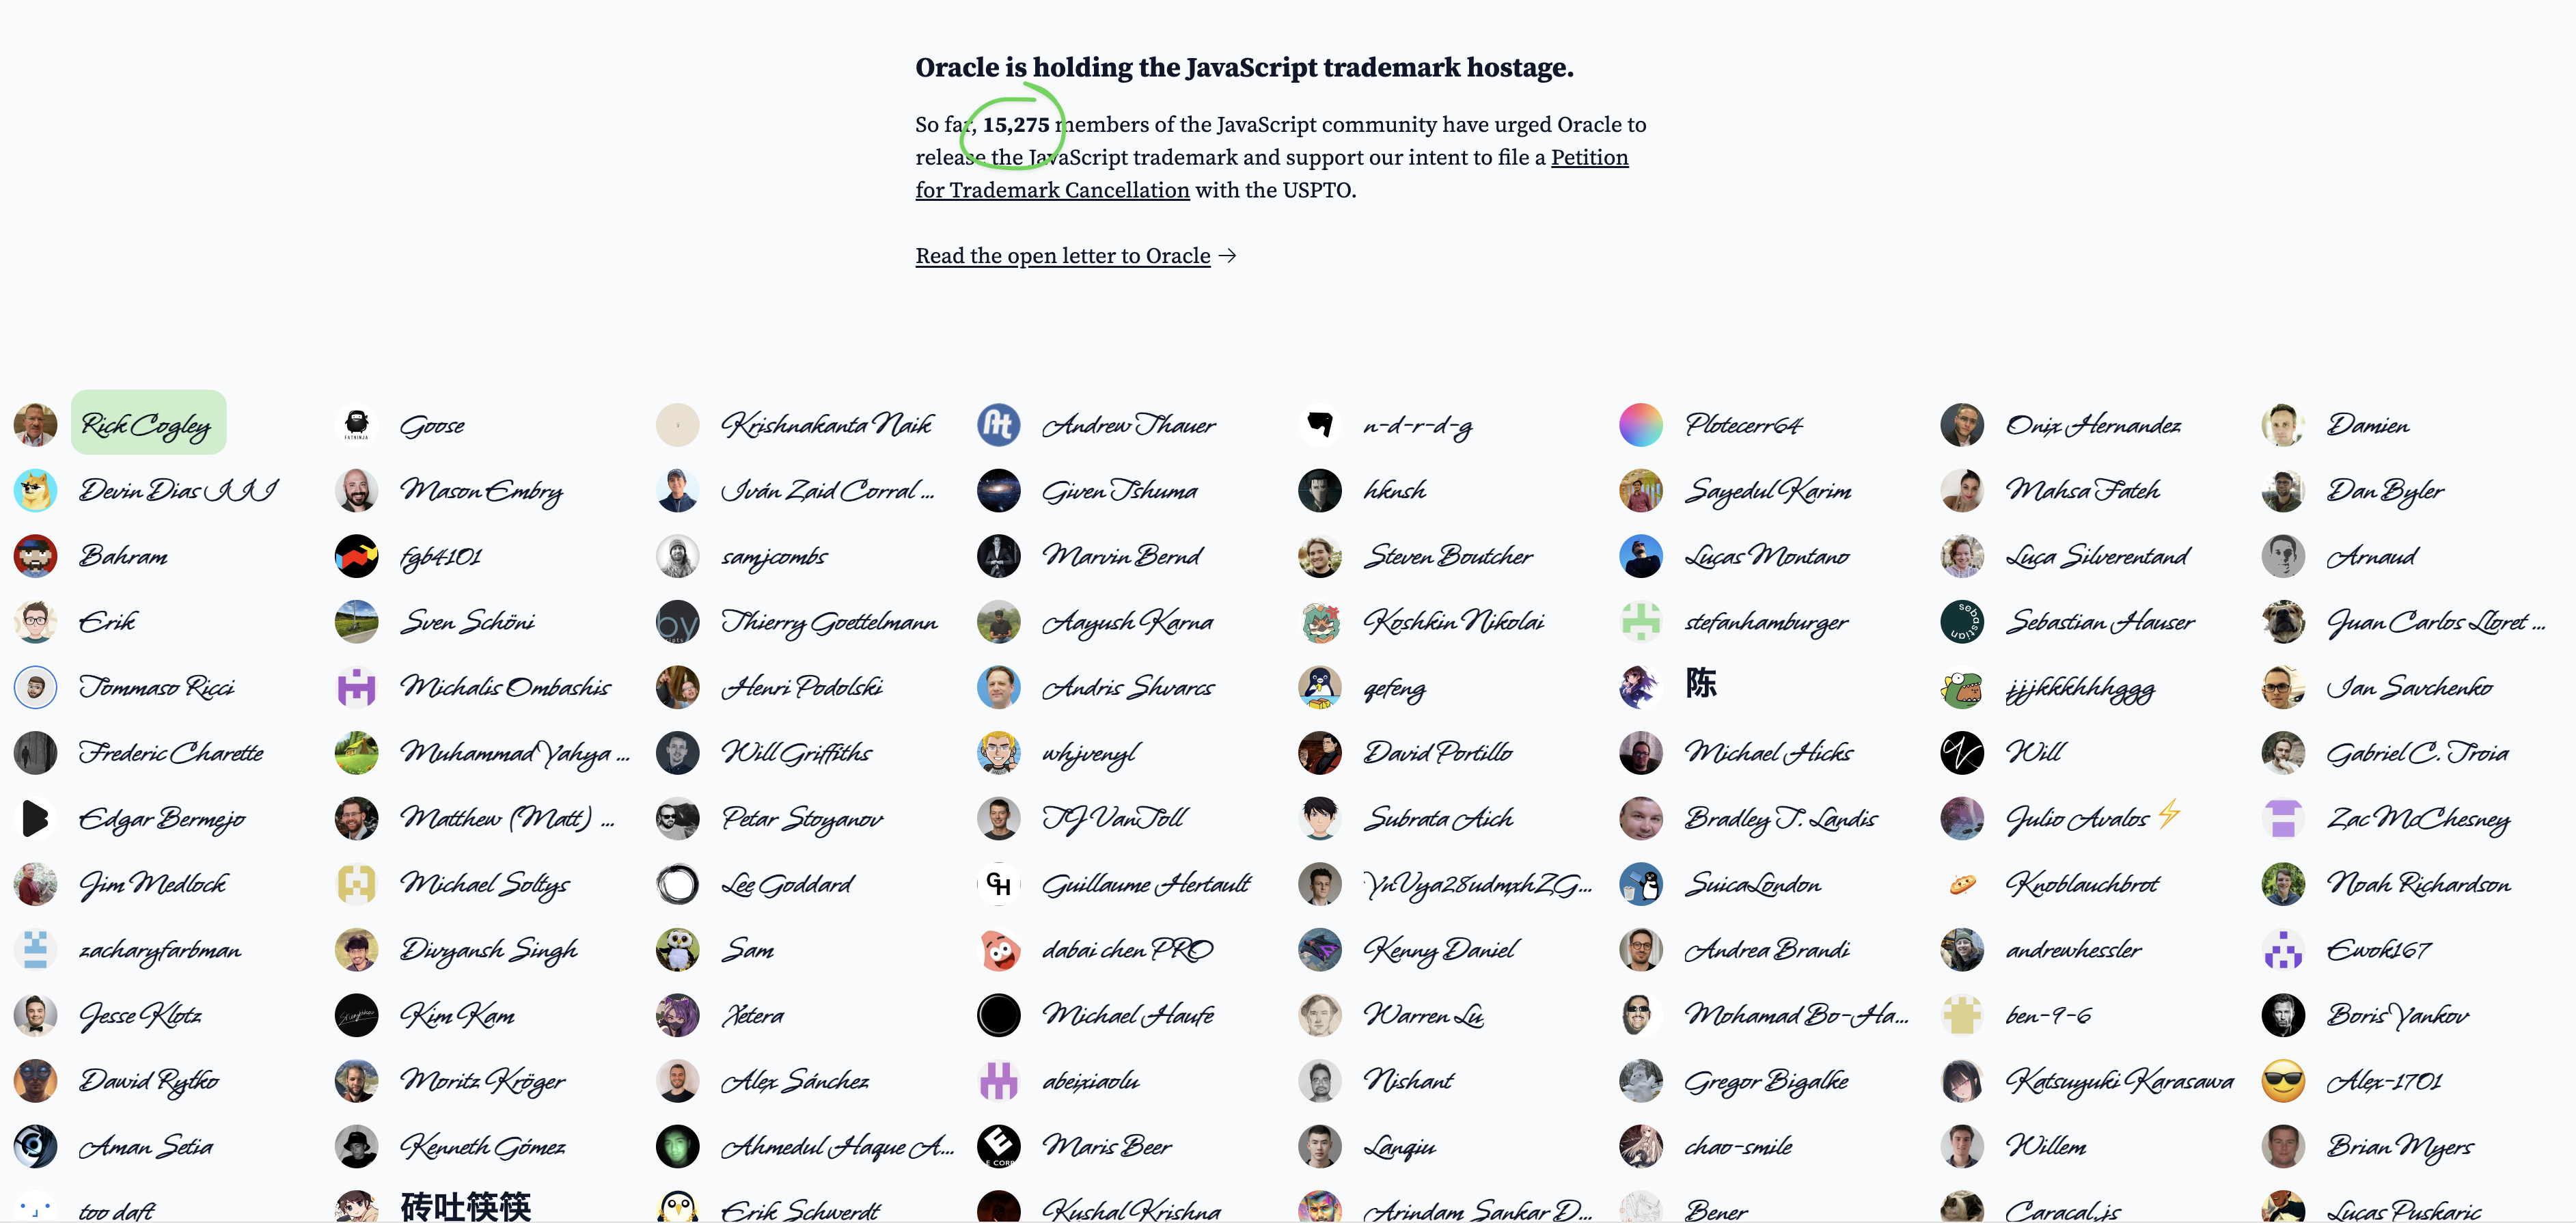 Oracle is holding the JavaScript trademark hostage.
So far, 15,275 members of the JavaScript community have urged Oracle to
release the JavaScript trademark and support our intent to file a Petition
for Trademark Cancellation with the USPTO.
Read the open letter to Oracle →
Rick Cogley Goose Krishnakanta Naik Andrew Thauer n-d-r-d-g Plotecerr64 Onix Hernandez Damien
Devin Dias III Mason Embry Iván Zaid Corral ... Given Tshuma hknsh Sayedul Karim Mahsa Fateh Dan Byler
Bahram fgb4101 samjcombs Marvin Bernd Steven Boutcher Lucas Montano Luca Silverentand Arnaud
Erik Sven Schöni Thierry Goettelmann Aayush Karna Koshkin Nikolai stefanhamburger Sebastian Hauser Juan Carlos Lloret ...
Tommaso Ricci Michalis Ombashis Henri Podolski Andris Shvarcs qefeng 陈 jjjkkkhhhggg Ian Savchenko
Frederic Charette Muhammad Yahya ... Will Griffiths whjvenyl David Portillo Michael Hicks Will Gabriel C. Troia
Edgar Bermejo Matthew (Matt) ... Petar Stoyanov TJ VanToll Subrata Aich Bradley T. Landis Julio Avalos ⚡ Zac McChesney
Jim Medlock Michael Soltys Lee Goddard GH Guillaume Hertault YnVya28udmxhZG... SuicaLondon Knoblauchbrot Noah Richardson
zacharyfarbman Divyansh Singh Sam dabai chen PRO Kenny Daniel Andrea Brandi andrewhessler Ewok167
Jesse Klotz Kim Kam Xetera Michael Haufe Warren Lu Mohamad Bo-Ha... ben-9-6 Boris Yankov
Dawid Rytko Moritz Kröger Alex Sánchez abeixiaolu Nishant Gregor Bigalke Katsuyuki Karasawa Alex-1701
Aman Setia Kenneth Gómez Ahmedul Haque A... Maris Beer Lanqiu chao-smile Willem Brian Myers
too daft 砖吐筷筷 Erik Schwerdt Kushal Krishna Arindam Sankar D... Bener Caracal.js Lucas Puskaric